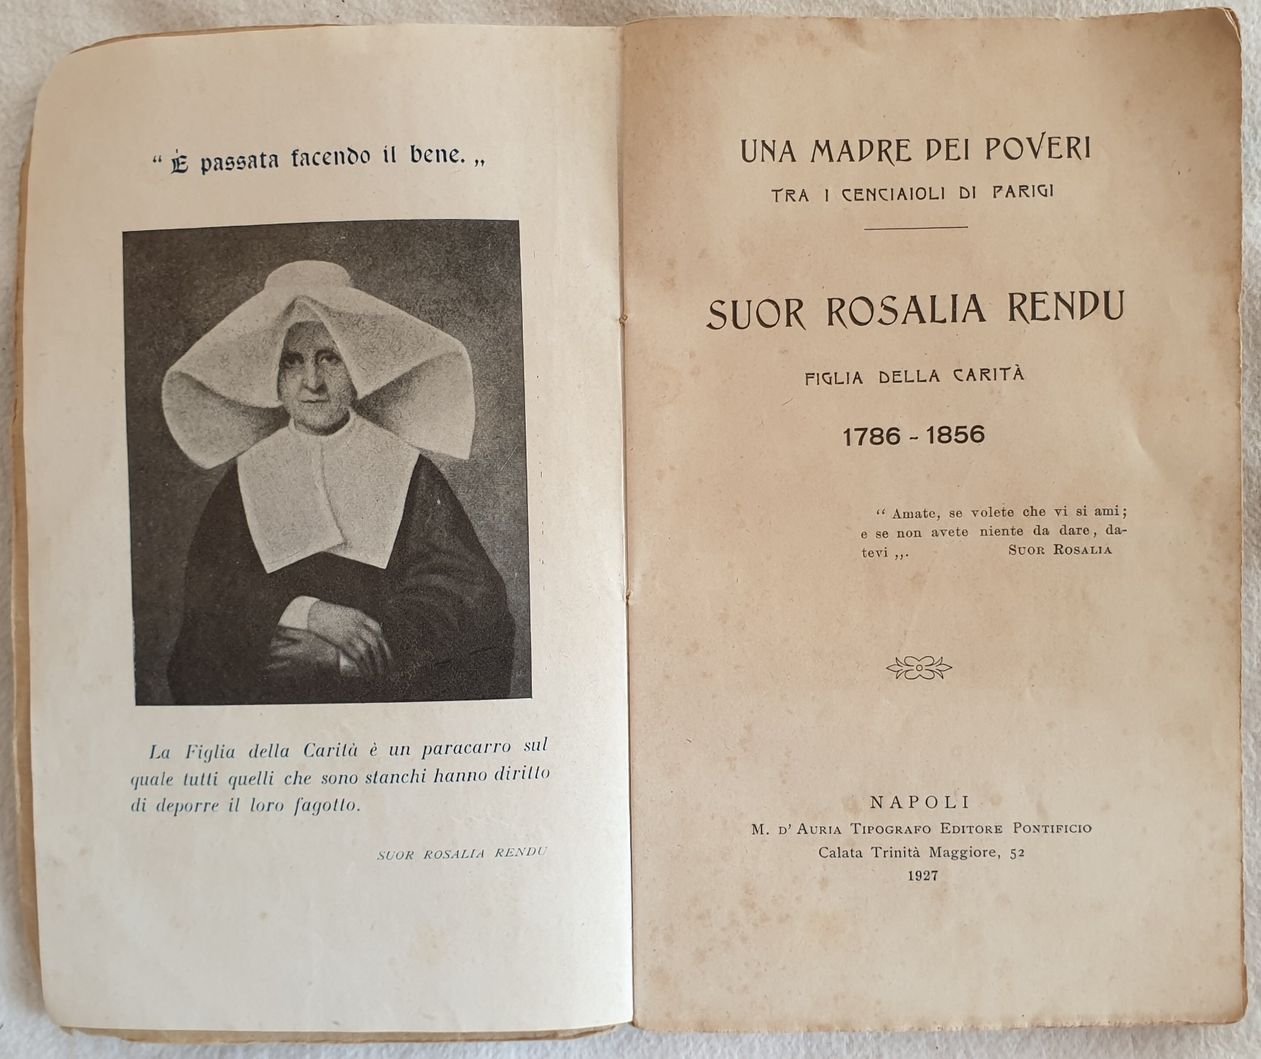 “ È passata facendo il bene. „
La Figlia della Carità è un paracarro sul
quale tutti quelli che sono stanchi hanno diritto
di deporre il loro fagotto.
SUOR ROSALIA RENDU
UNA MADRE DEI POVERI
TRA I CENCIAIOLI DI PARIGI
SUOR ROSALIA RENDU
FIGLIA DELLA CARITÀ
1786 - 1856
“ Amate, se volete che vi si ami;
e se non avete niente da dare, da-
tevi „. SUOR ROSALIA
NAPOLI
M. D'AURIA TIPOGRAFO EDITORE PONTIFICIO
Calata Trinità Maggiore, 52
1927